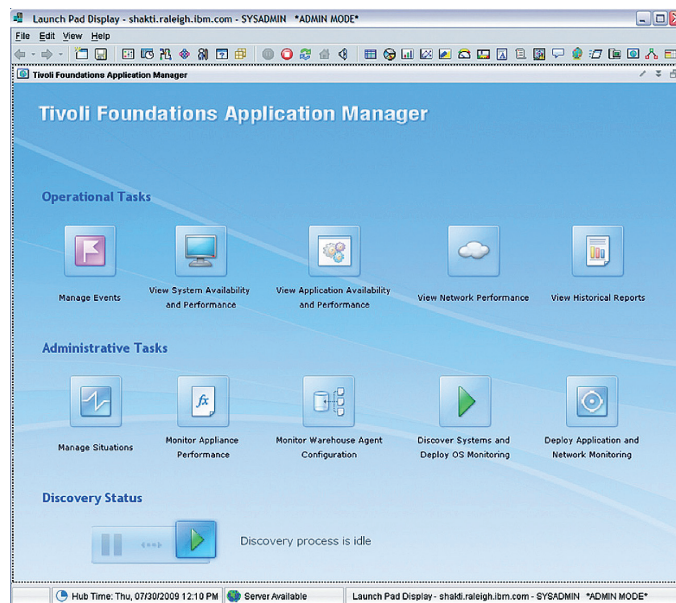 Launch Pad Display - shakti.raleigh.ibm.com - SYSADMIN *ADMIN MODE*
File Edit View Help
Tivoli Foundations Application Manager
Tivoli Foundations Application Manager
Operational Tasks
Manage Events
View System Availability
and Performance
View Application Availability
and Performance
View Network Performance
View Historical Reports
Administrative Tasks
Manage Situations
Monitor Appliance
Performance
Monitor Warehouse Agent
Configuration
Discover Systems and
Deploy OS Monitoring
Deploy Application and
Network Monitoring
Discovery Status
Discovery process is idle
Hub Time: Thu, 07/30/2009 12:10 PM Server Available Launch Pad Display - shakti.raleigh.ibm.com - SYSADMIN *ADMIN MODE*